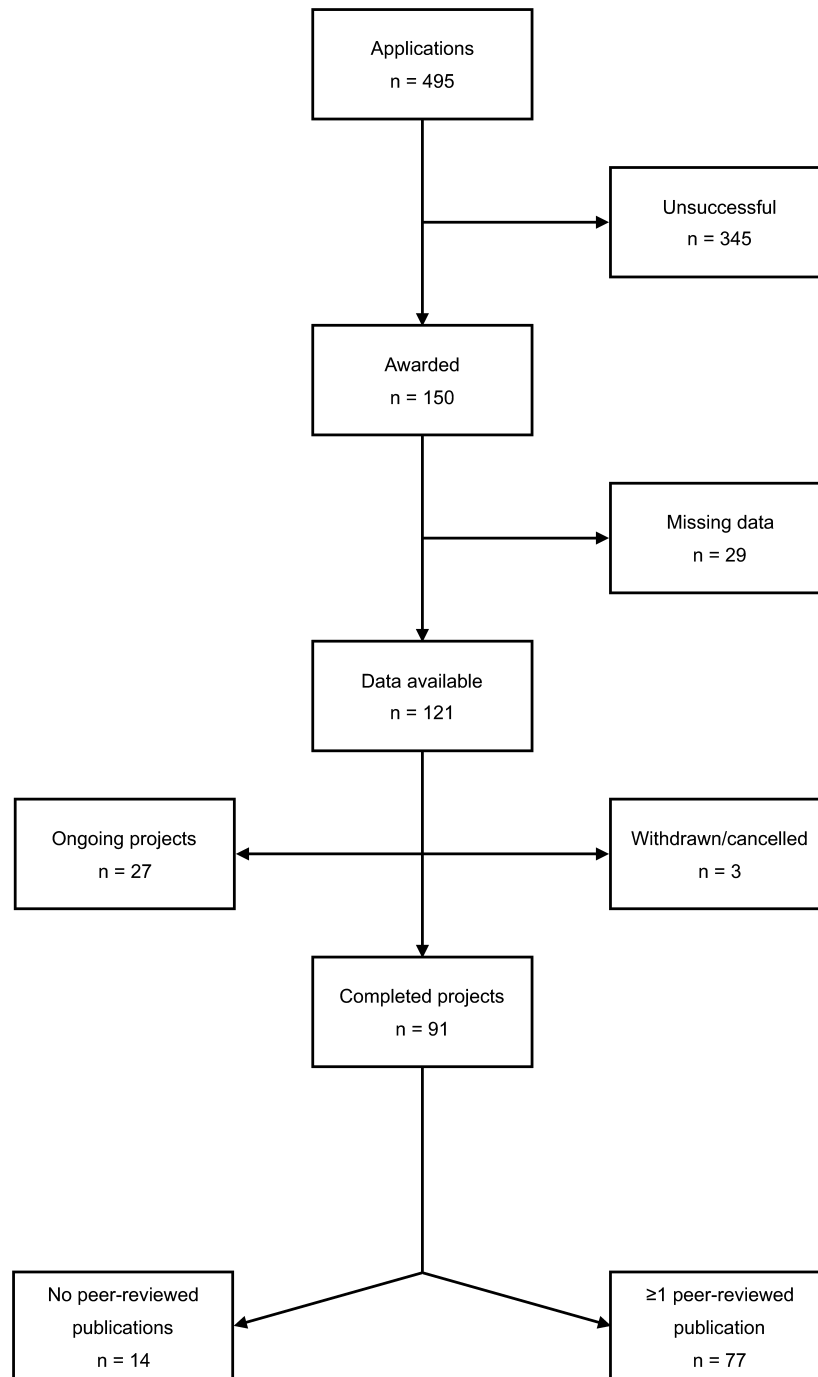 Applications
n = 495
Unsuccessful
n = 345
Awarded
n = 150
Missing data
n = 29
Data available
n = 121
Ongoing projects
n = 27
Withdrawn/cancelled
n = 3
Completed projects
n = 91
No peer-reviewed
publications
n = 14
≥1 peer-reviewed
publication
n = 77